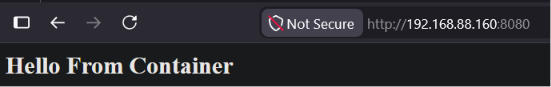 Not Secure http://192.168.88.160:8080
Hello From Container